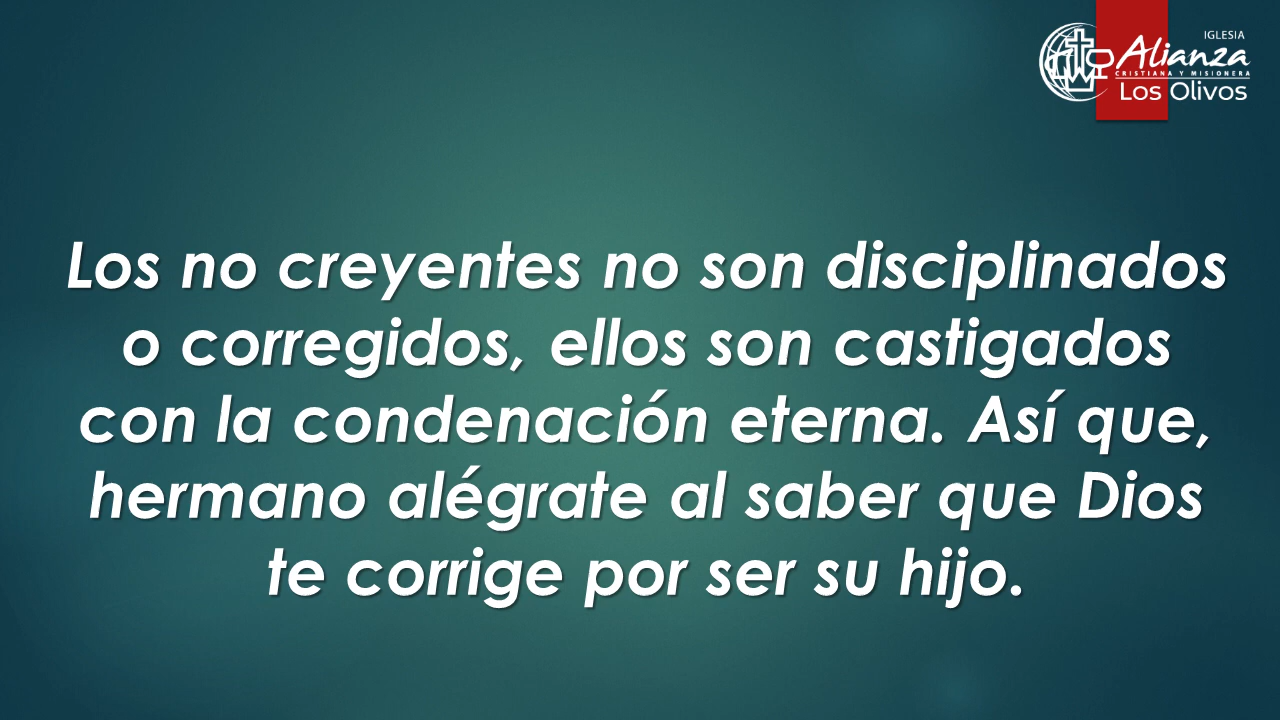 IGLESIA
Alianza
CRISTIANA Y MISIONERA
Los Olivos
Los no creyentes no son disciplinados
o corregidos, ellos son castigados
con la condenación eterna. Así que,
hermano alégrate al saber que Dios
te corrige por ser su hijo.